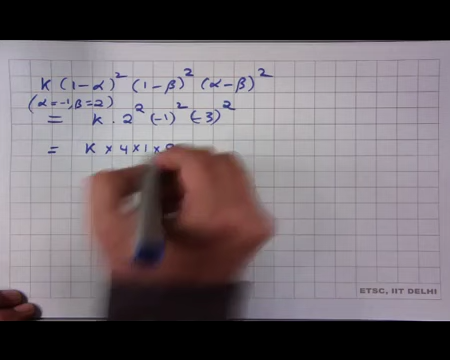 K (1-α)² (1-β)² (α-β)²
(α=-1, β=2)
= K · 2² (-1)² (-3)²
= K × 4 × 1 ×
ETSC, IIT DELHI